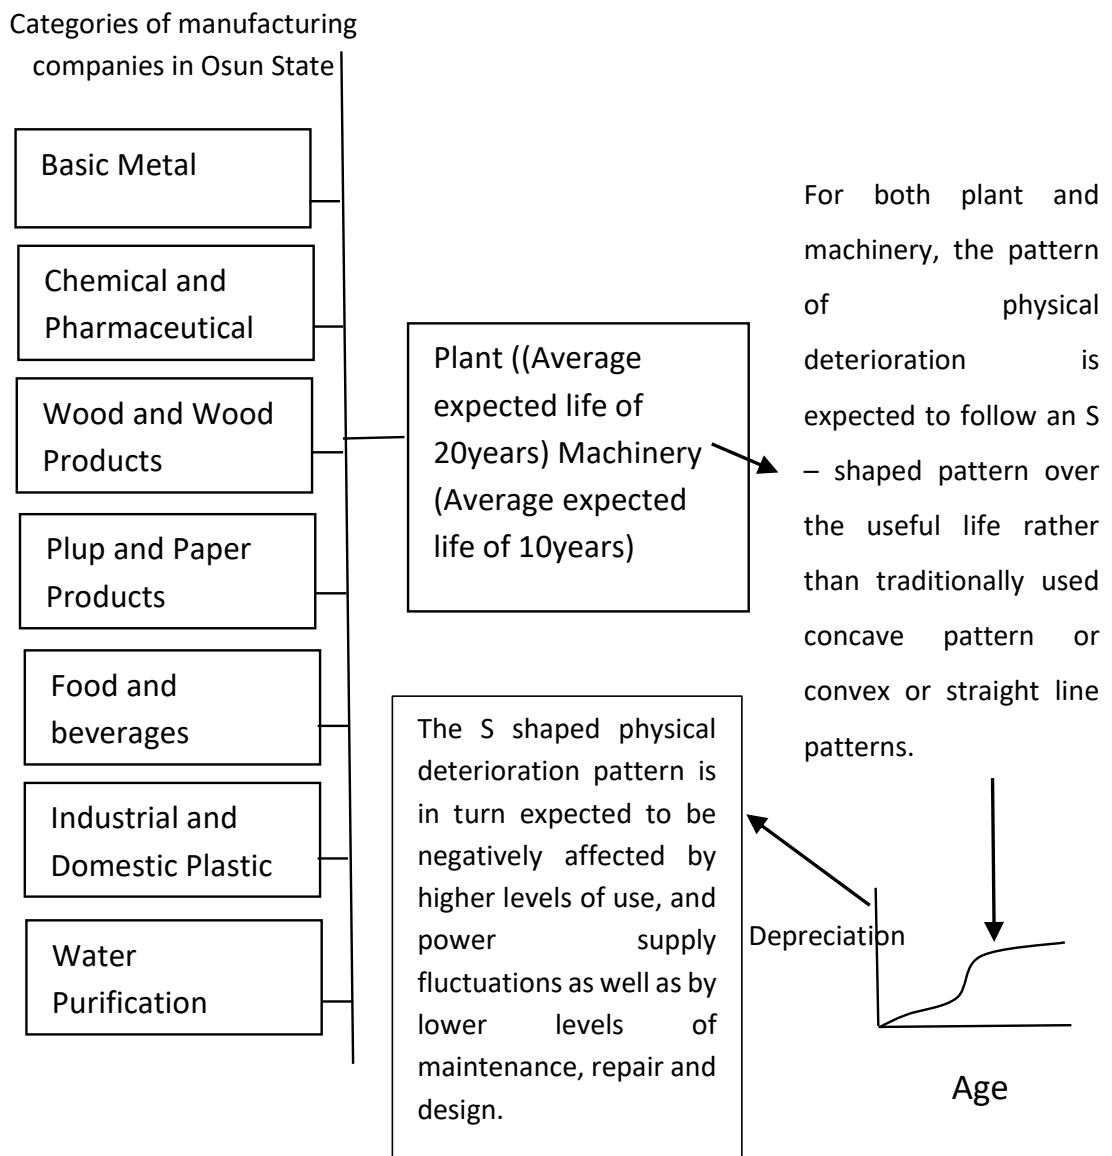 Categories of manufacturing
companies in Osun State
Basic Metal
Chemical and
Pharmaceutical
Wood and Wood
Products
Plup and Paper
Products
Food and
beverages
Industrial and
Domestic Plastic
Water
Purification
Plant ((Average
expected life of
20years) Machinery
(Average expected
life of 10years)
For both plant and
machinery, the pattern
of physical
deterioration is
expected to follow an S
– shaped pattern over
the useful life rather
than traditionally used
concave pattern or
convex or straight line
patterns.
The S shaped physical
deterioration pattern is
in turn expected to be
negatively affected by
higher levels of use, and
power supply
fluctuations as well as by
lower levels of
maintenance, repair and
design.
Depreciation
Age